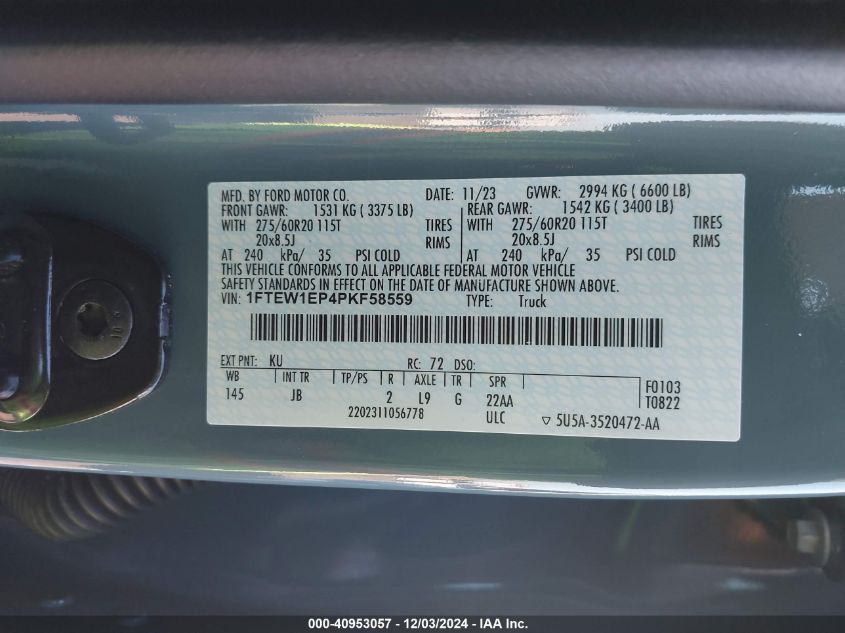 MFD. BY FORD MOTOR CO. DATE: 11/23 GVWR: 2994 KG ( 6600 LB)
FRONT GAWR: 1531 KG ( 3375 LB) REAR GAWR: 1542 KG ( 3400 LB)
WITH 275/60R20 115T TIRES WITH 275/60R20 115T TIRES
20x8.5J RIMS 20x8.5J RIMS
AT 240 kPa/ 35 PSI COLD AT 240 kPa/ 35 PSI COLD
THIS VEHICLE CONFORMS TO ALL APPLICABLE FEDERAL MOTOR VEHICLE
SAFETY STANDARDS IN EFFECT ON THE DATE OF MANUFACTURE SHOWN ABOVE.
VIN: 1FTEW1EP4PKF58559 TYPE: Truck
EXT PNT: KU RC: 72 DSO:
WB INT TR TP/PS R AXLE TR SPR F0103
145 JB 2 L9 G 22AA T0822
2202311056778 ULC ▽ 5U5A-3520472-AA
10.9
000-40953057 - 12/03/2024 - IAA Inc.